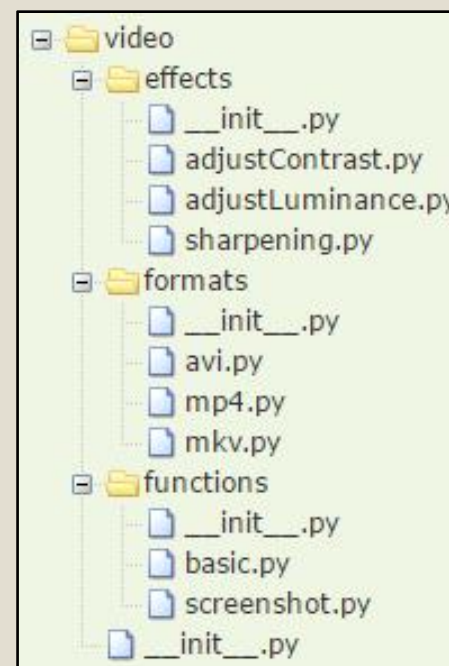 video
effects
__init__.py
adjustContrast.py
adjustLuminance.py
sharpening.py
formats
__init__.py
avi.py
mp4.py
mkv.py
functions
__init__.py
basic.py
screenshot.py
__init__.py